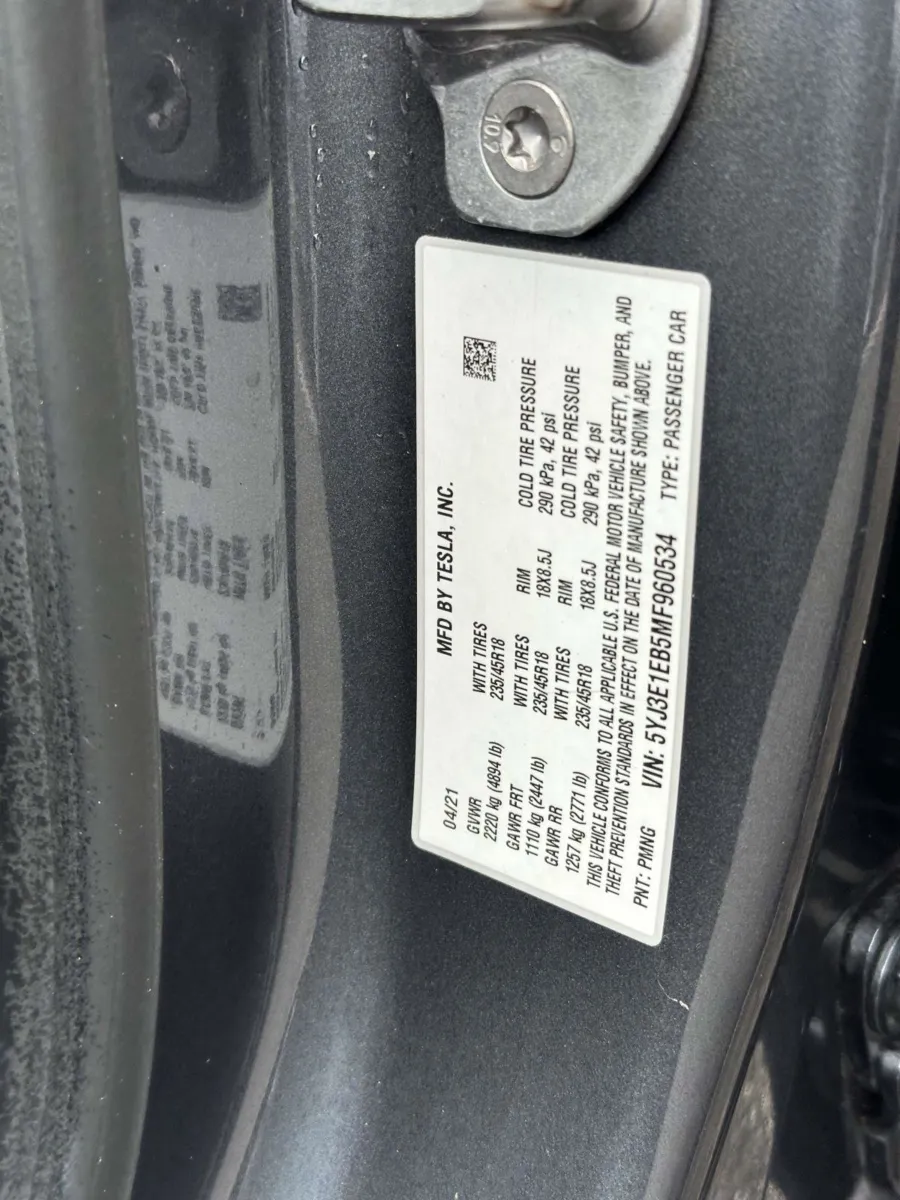 10.9
MFD BY TESLA, INC.
04/21
GVWR WITH TIRES RIM COLD TIRE PRESSURE
2220 kg (4894 lb) 235/45R18 18X8.5J 290 kPa, 42 psi
GAWR FRT WITH TIRES RIM COLD TIRE PRESSURE
1110 kg (2447 lb) 235/45R18 18X8.5J 290 kPa, 42 psi
GAWR RR WITH TIRES
1257 kg (2771 lb) 235/45R18
THIS VEHICLE CONFORMS TO ALL APPLICABLE U.S. FEDERAL MOTOR VEHICLE SAFETY, BUMPER, AND
THEFT PREVENTION STANDARDS IN EFFECT ON THE DATE OF MANUFACTURE SHOWN ABOVE.
PNT: PMNG VIN: 5YJ3E1EB5MF960534 TYPE: PASSENGER CAR